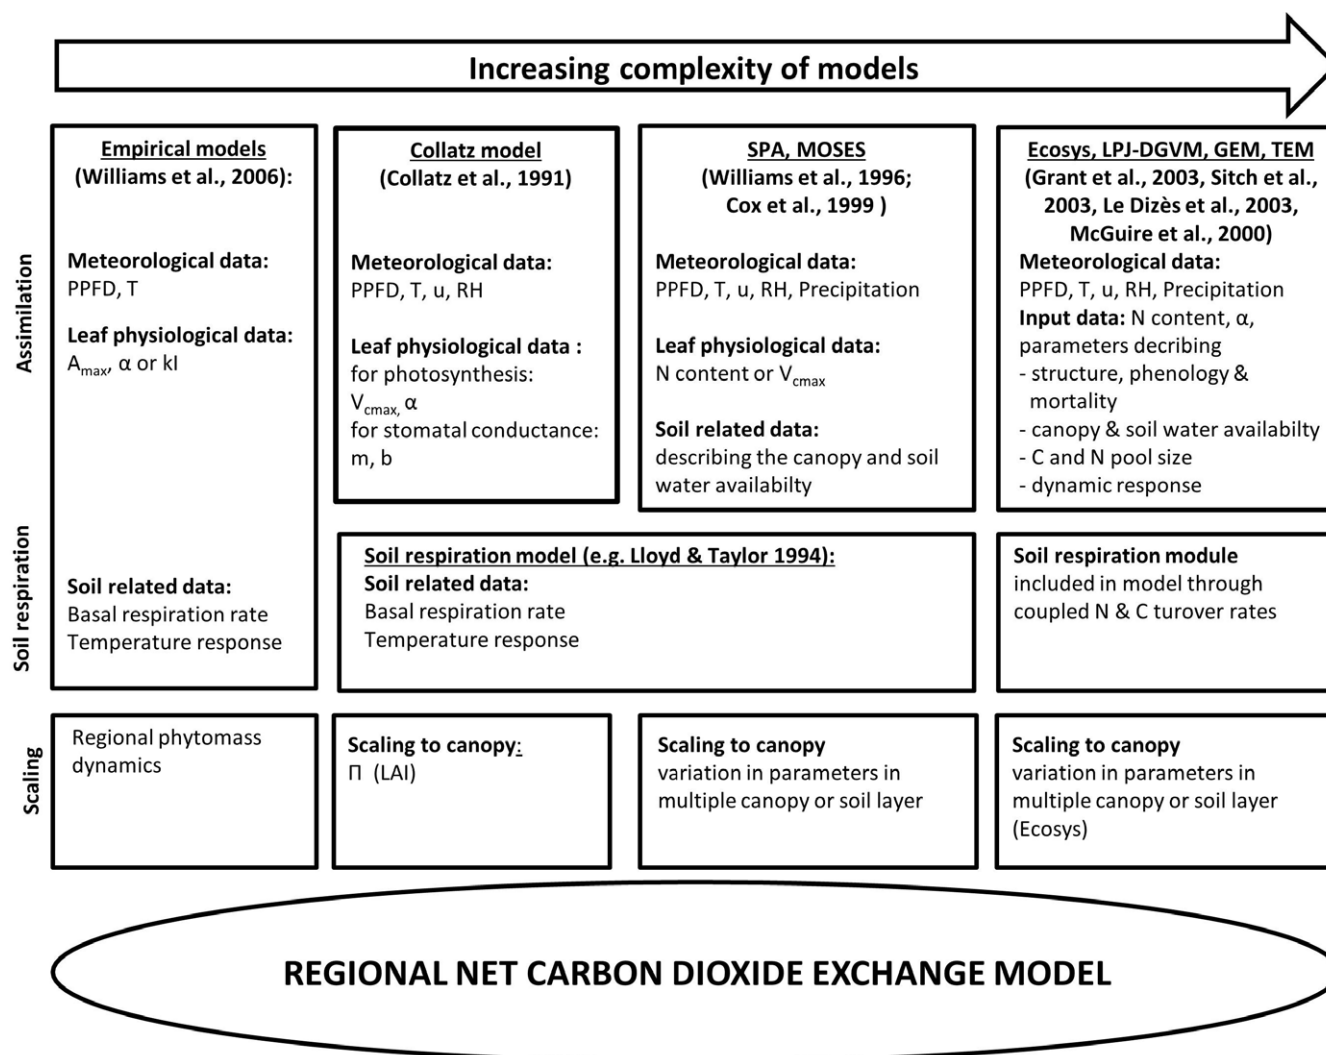 Increasing complexity of models
Assimilation
Empirical models
(Williams et al., 2006):
Meteorological data:
PPFD, T
Leaf physiological data:
Amax, α or kI
Collatz model
(Collatz et al., 1991)
Meteorological data:
PPFD, T, u, RH
Leaf physiological data :
for photosynthesis:
Vcmax, α
for stomatal conductance:
m, b
SPA, MOSES
(Williams et al., 1996;
Cox et al., 1999 )
Meteorological data:
PPFD, T, u, RH, Precipitation
Leaf physiological data:
N content or Vcmax
Soil related data:
describing the canopy and soil
water availabilty
Ecosys, LPJ-DGVM, GEM, TEM
(Grant et al., 2003, Sitch et al.,
2003, Le Dizès et al., 2003,
McGuire et al., 2000)
Meteorological data:
PPFD, T, u, RH, Precipitation
Input data: N content, α,
parameters decribing
- structure, phenology &
mortality
- canopy & soil water availabilty
- C and N pool size
- dynamic response
Soil respiration
Soil related data:
Basal respiration rate
Temperature response
Soil respiration model (e.g. Lloyd & Taylor 1994):
Soil related data:
Basal respiration rate
Temperature response
Soil respiration module
included in model through
coupled N & C turover rates
Scaling
Regional phytomass
dynamics
Scaling to canopy:
Π (LAI)
Scaling to canopy
variation in parameters in
multiple canopy or soil layer
Scaling to canopy
variation in parameters in
multiple canopy or soil layer
(Ecosys)
REGIONAL NET CARBON DIOXIDE EXCHANGE MODEL